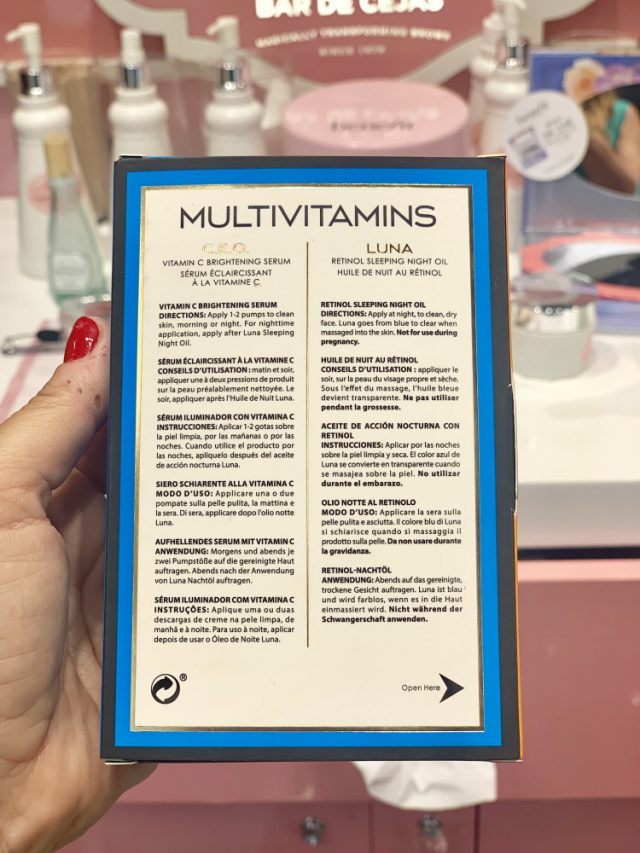 BAR DE CEJAS
SINCE 1976
MULTIVITAMINS
C.E.O.
VITAMIN C BRIGHTENING SERUM
SÉRUM ÉCLAIRCISSANT
À LA VITAMINE C
VITAMIN C BRIGHTENING SERUM
DIRECTIONS: Apply 1-2 pumps to clean
skin, morning or night. For nighttime
application, apply after Luna Sleeping
Night Oil.
SÉRUM ÉCLAIRCISSANT À LA VITAMINE C
CONSEILS D'UTILISATION : matin et soir,
appliquer une à deux pressions de produit
sur la peau préalablement nettoyée. Le
soir, appliquer après l'Huile de Nuit Luna.
SÉRUM ILUMINADOR CON VITAMINA C
INSTRUCCIONES: Aplicar 1-2 gotas sobre
la piel limpia, por las mañanas o por las
noches. Cuando utilice el producto por
las noches, aplíquelo después del aceite
de acción nocturna Luna.
SIERO SCHIARENTE ALLA VITAMINA C
MODO D'USO: Applicare una o due
pompate sulla pelle pulita, la mattina e
la sera. Di sera, applicare dopo l'olio notte
Luna.
AUFHELLENDES SERUM MIT VITAMIN C
ANWENDUNG: Morgens und abends je
zwei Pumpstöße auf die gereinigte Haut
auftragen. Abends nach der Anwendung
von Luna Nachtöl auftragen.
SÉRUM ILUMINADOR COM VITAMINA C
INSTRUÇÕES: Aplique uma ou duas
descargas de creme na pele limpa, de
manhã e à noite. Para uso à noite, aplicar
depois de usar o Óleo de Noite Luna.
LUNA
RETINOL SLEEPING NIGHT OIL
HUILE DE NUIT AU RÉTINOL
RETINOL SLEEPING NIGHT OIL
DIRECTIONS: Apply at night, to clean, dry
face. Luna goes from blue to clear when
massaged into the skin. Not for use during
pregnancy.
HUILE DE NUIT AU RÉTINOL
CONSEILS D'UTILISATION : appliquer le
soir, sur la peau du visage propre et sèche.
Sous l'effet du massage, l'huile bleue
devient transparente. Ne pas utiliser
pendant la grossesse.
ACEITE DE ACCIÓN NOCTURNA CON
RETINOL
INSTRUCCIONES: Aplicar por las noches
sobre la piel limpia y seca. El color azul de
Luna se convierte en transparente cuando
se masajea sobre la piel. No utilizar
durante el embarazo.
OLIO NOTTE AL RETINOLO
MODO D'USO: Applicare la sera sulla
pelle pulita e asciutta. Il colore blu di Luna
si schiarisce quando si massaggia il
prodotto sulla pelle. Da non usare durante
la gravidanza.
RETINOL-NACHTÖL
ANWENDUNG: Abends auf das gereinigte,
trockene Gesicht auftragen. Luna ist blau
und wird farblos, wenn es in die Haut
einmassiert wird. Nicht während der
Schwangerschaft anwenden.
®
Open Here